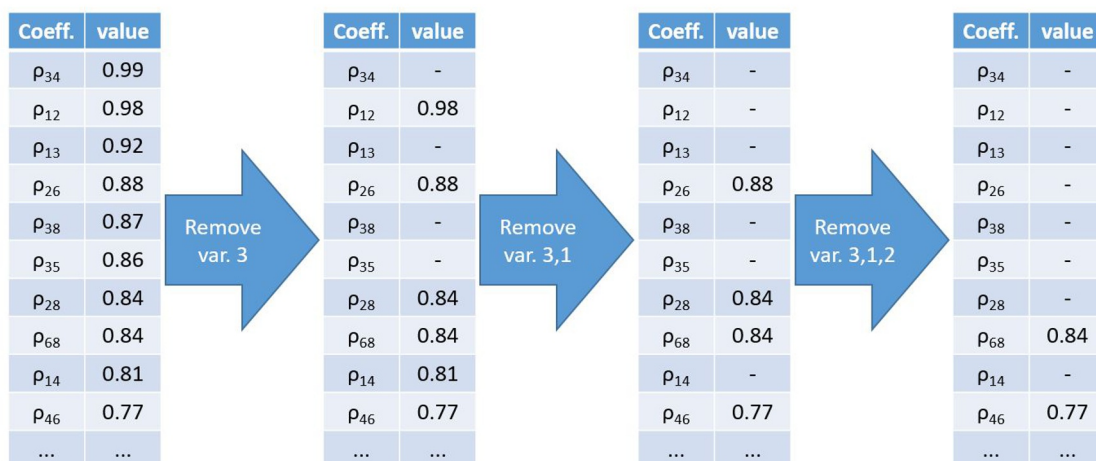 Coeff. value
ρ34 0.99
ρ12 0.98
ρ13 0.92
ρ26 0.88
ρ38 0.87
ρ35 0.86
ρ28 0.84
ρ68 0.84
ρ14 0.81
ρ46 0.77
... ...
Remove
var. 3
Coeff. value
ρ34 -
ρ12 0.98
ρ13 -
ρ26 0.88
ρ38 -
ρ35 -
ρ28 0.84
ρ68 0.84
ρ14 0.81
ρ46 0.77
... ...
Remove
var. 3,1
Coeff. value
ρ34 -
ρ12 -
ρ13 -
ρ26 0.88
ρ38 -
ρ35 -
ρ28 0.84
ρ68 0.84
ρ14 -
ρ46 0.77
... ...
Remove
var. 3,1,2
Coeff. value
ρ34 -
ρ12 -
ρ13 -
ρ26 -
ρ38 -
ρ35 -
ρ28 -
ρ68 0.84
ρ14 -
ρ46 0.77
... ...